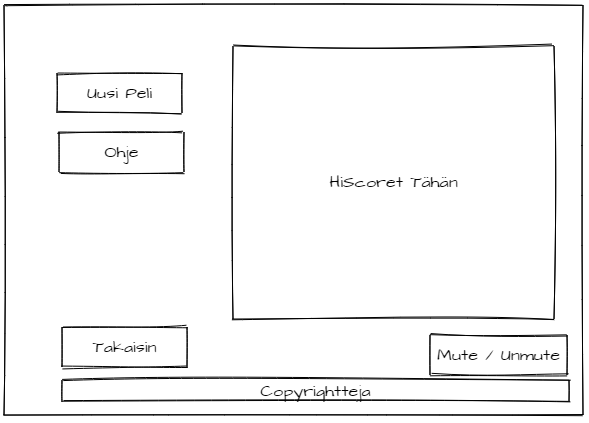 Uusi Peli
Ohje
HiScoret Tähän
Takaisin
Mute / Unmute
Copyrightteja